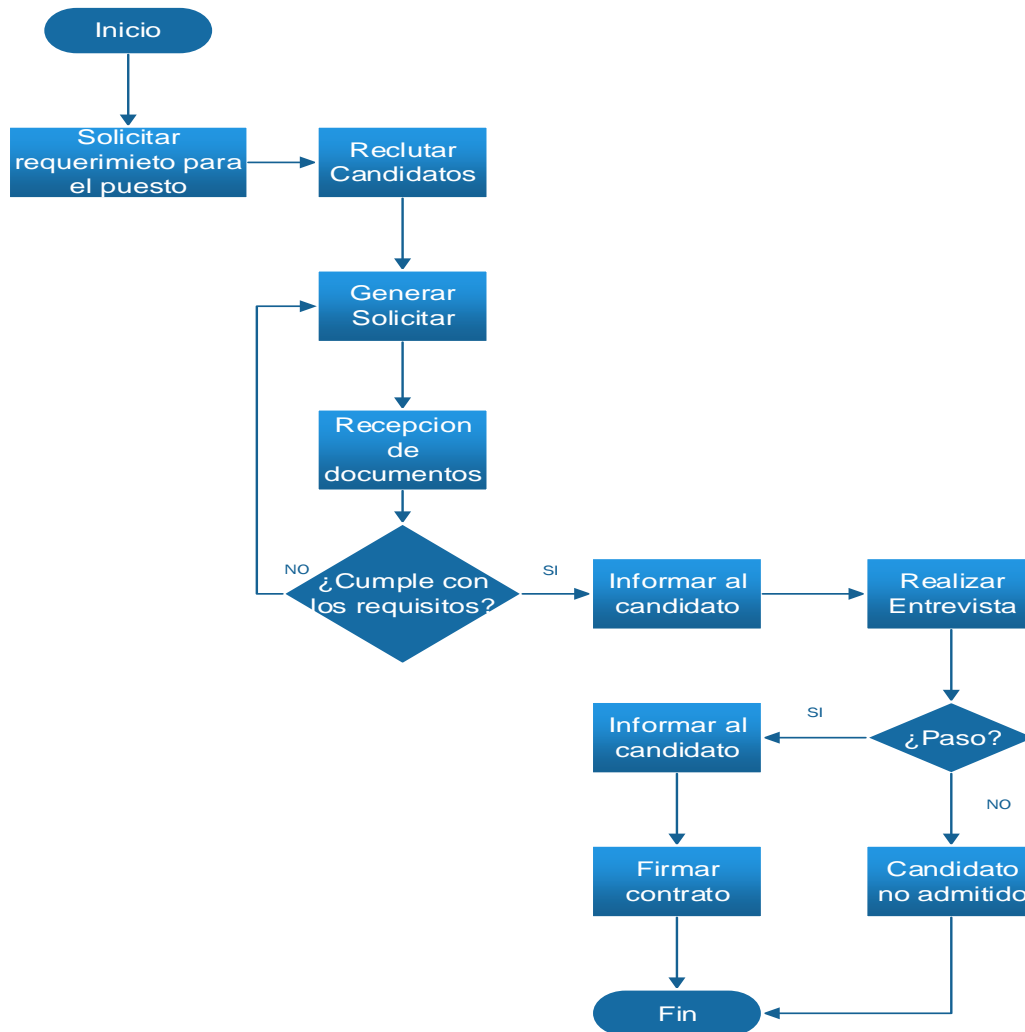 Inicio
Solicitar
requerimieto para
el puesto
Reclutar
Candidatos
Generar
Solicitar
Recepcion
de
documentos
¿Cumple con
los requisitos?
NO
SI
Informar al
candidato
Realizar
Entrevista
¿Paso?
SI
NO
Informar al
candidato
Firmar
contrato
Candidato
no admitido
Fin